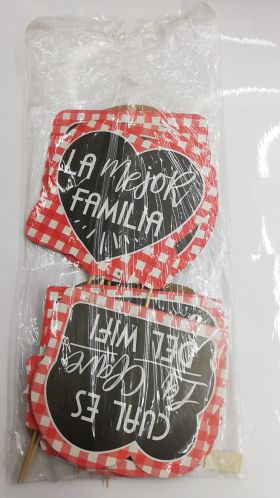 LA mejor
FAMILIA
CUAL ES
La Clave
DEL WIFI